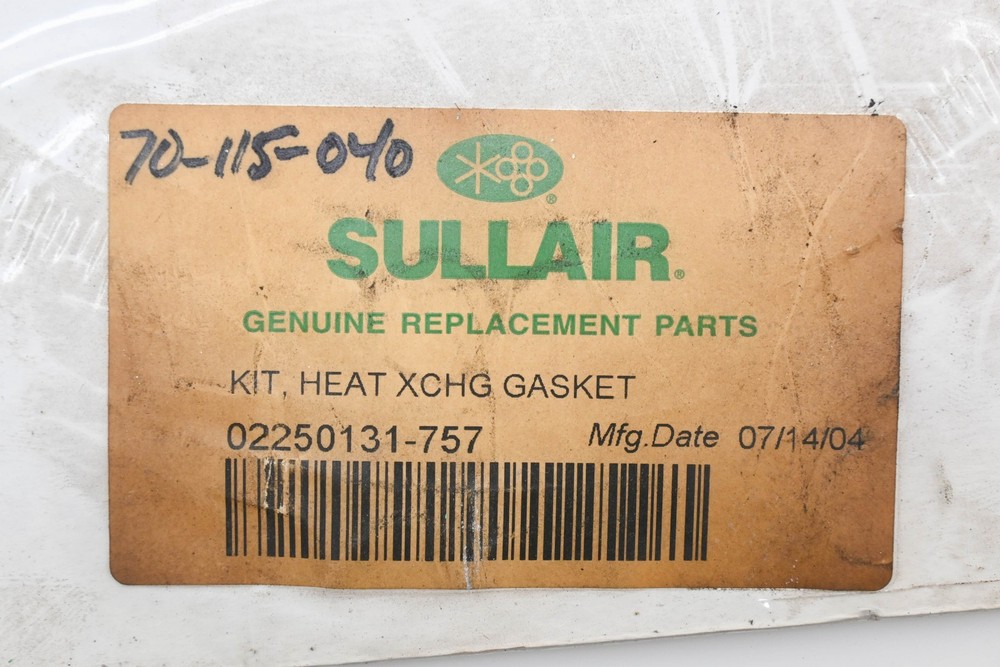 70-115-040
®
SULLAIR®
GENUINE REPLACEMENT PARTS
KIT, HEAT XCHG GASKET
02250131-757 Mfg.Date 07/14/04